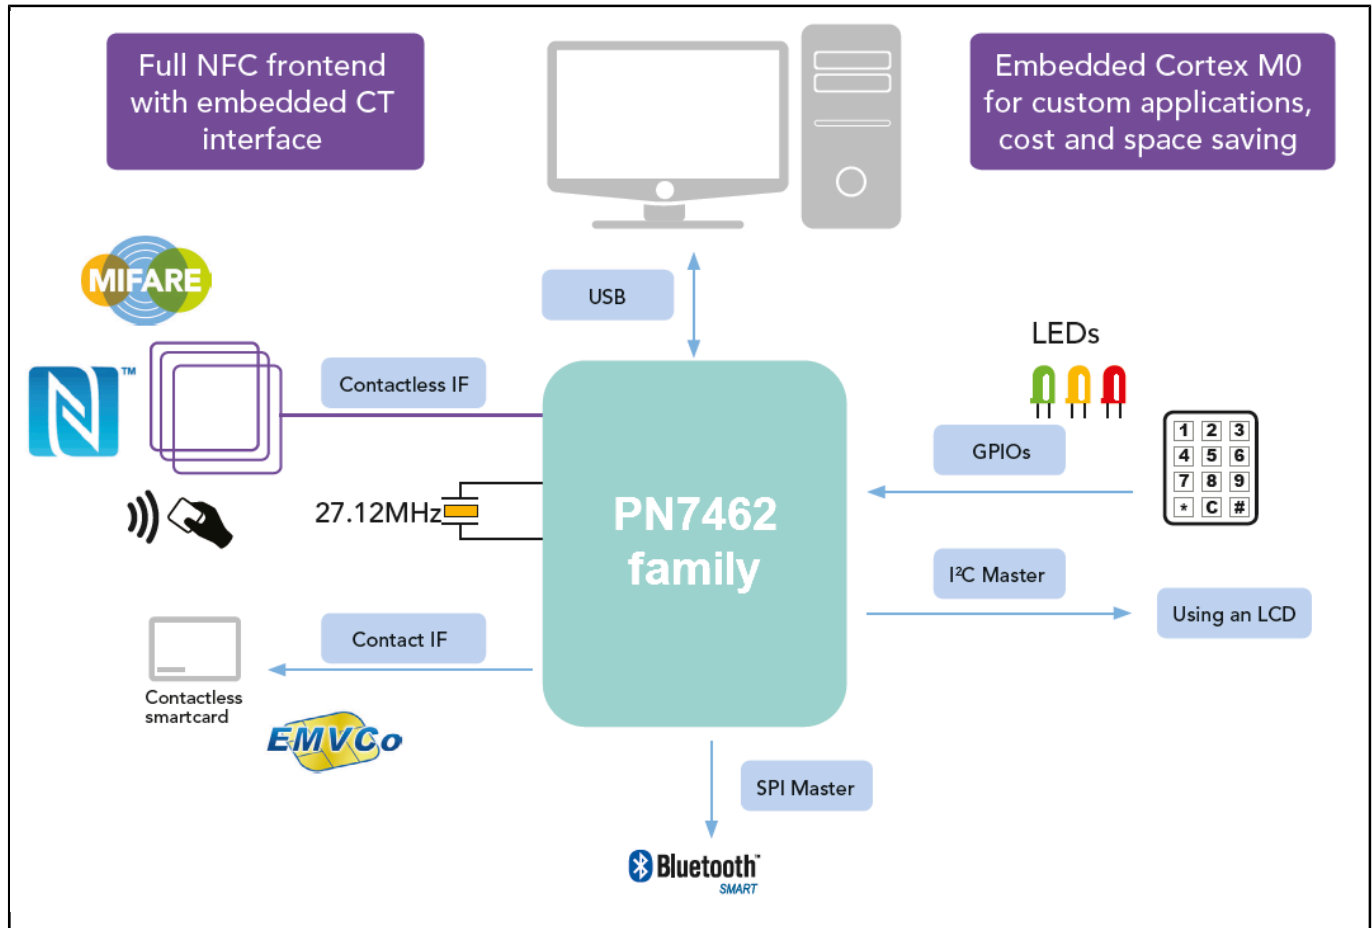 Full NFC frontend
with embedded CT
interface
Embedded Cortex M0
for custom applications,
cost and space saving
MIFARE
USB
LEDs
N™
Contactless IF
GPIOs
1 2 3
4 5 6
7 8 9
* C #
27.12MHz
PN7462
family
I²C Master
Using an LCD
Contact IF
Contactless
smartcard
EMVCo
SPI Master
Bluetooth™
SMART